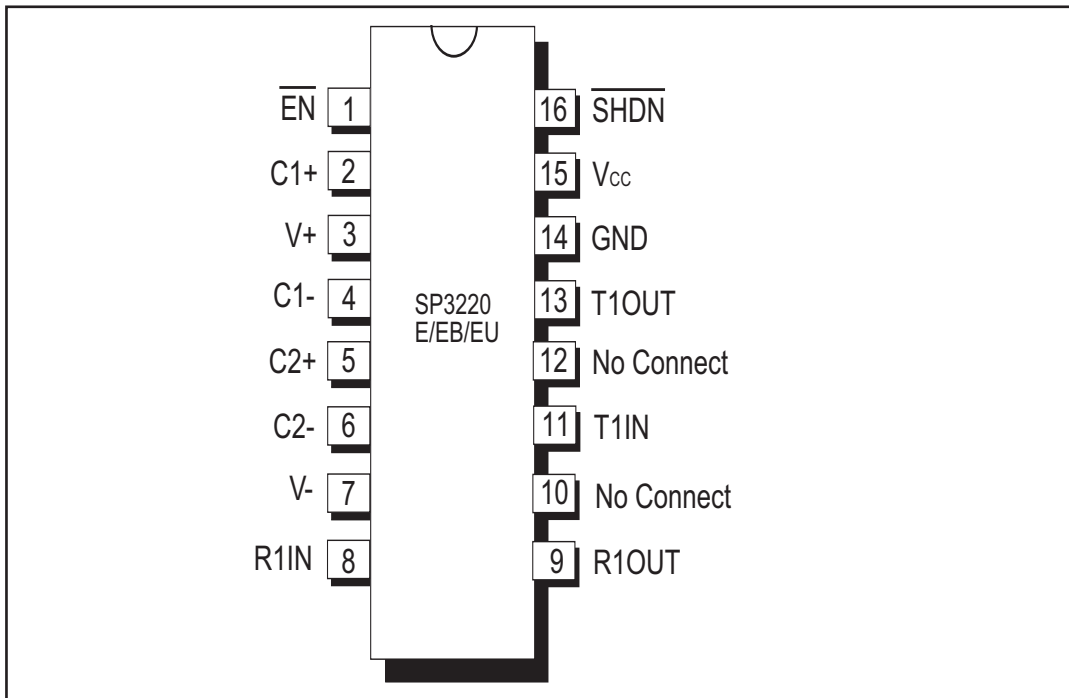 EN 1
C1+ 2
V+ 3
C1- 4
C2+ 5
C2- 6
V- 7
R1IN 8
SP3220
E/EB/EU
16 SHDN
15 Vcc
14 GND
13 T1OUT
12 No Connect
11 T1IN
10 No Connect
9 R1OUT